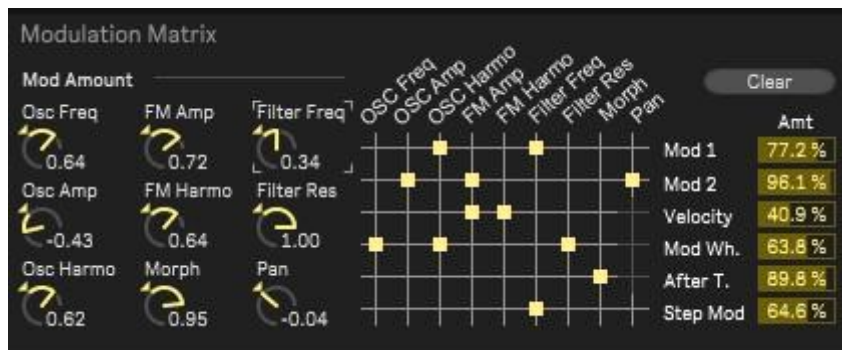 Modulation Matrix
Mod Amount
Osc Freq FM Amp Filter Freq
0.64 0.72 0.34
Osc Amp FM Harmo Filter Res
-0.43 0.64 1.00
Osc Harmo Morph Pan
0.62 0.95 -0.04
OSC Freq
OSC Amp
OSC Harmo
FM Amp
FM Harmo
Filter Freq
Filter Res
Morph
Pan
Clear
Amt
Mod 1 77.2 %
Mod 2 96.1 %
Velocity 40.9 %
Mod Wh. 63.8 %
After T. 89.8 %
Step Mod 64.6 %